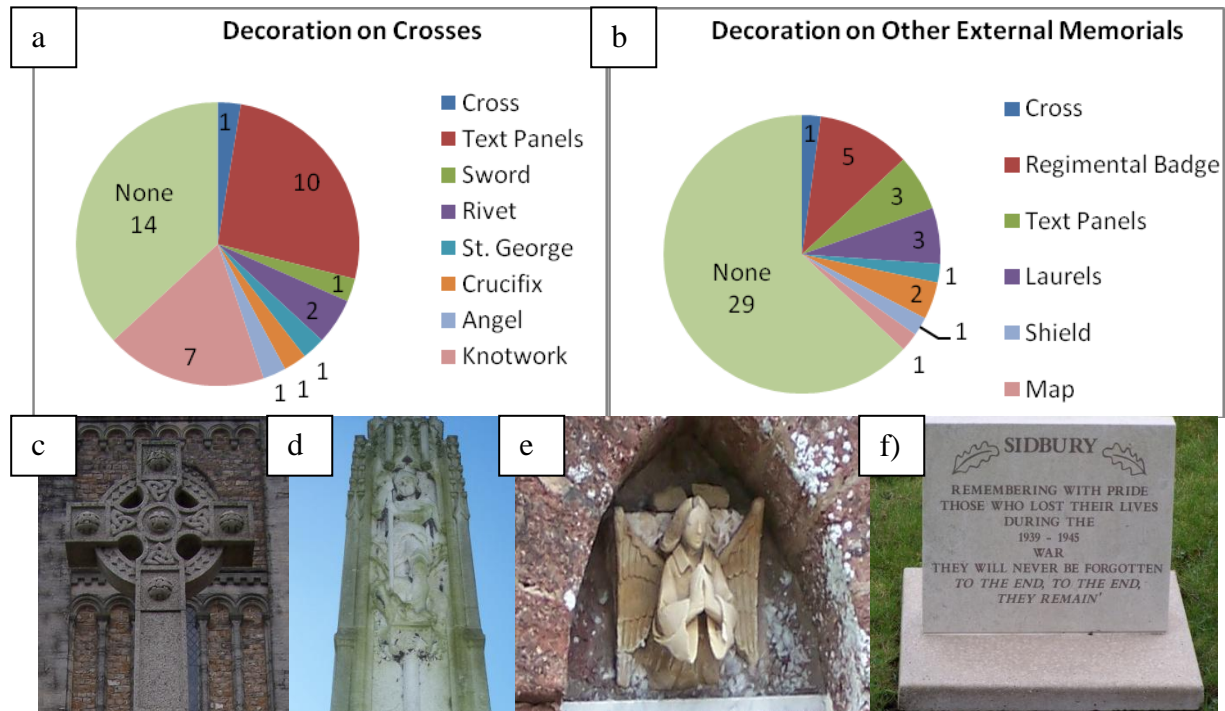 a
Decoration on Crosses
1
10
1
2
1
1
1
7
None
14
Cross
Text Panels
Sword
Rivet
St. George
Crucifix
Angel
Knotwork
b
Decoration on Other External Memorials
1
5
3
3
1
2
1
1
None
29
Cross
Regimental Badge
Text Panels
Laurels
Shield
Map
c
d
e
f)
SIDBURY
REMEMBERING WITH PRIDE
THOSE WHO LOST THEIR LIVES
DURING THE
1939 - 1945
WAR
THEY WILL NEVER BE FORGOTTEN
TO THE END, TO THE END,
THEY REMAIN'